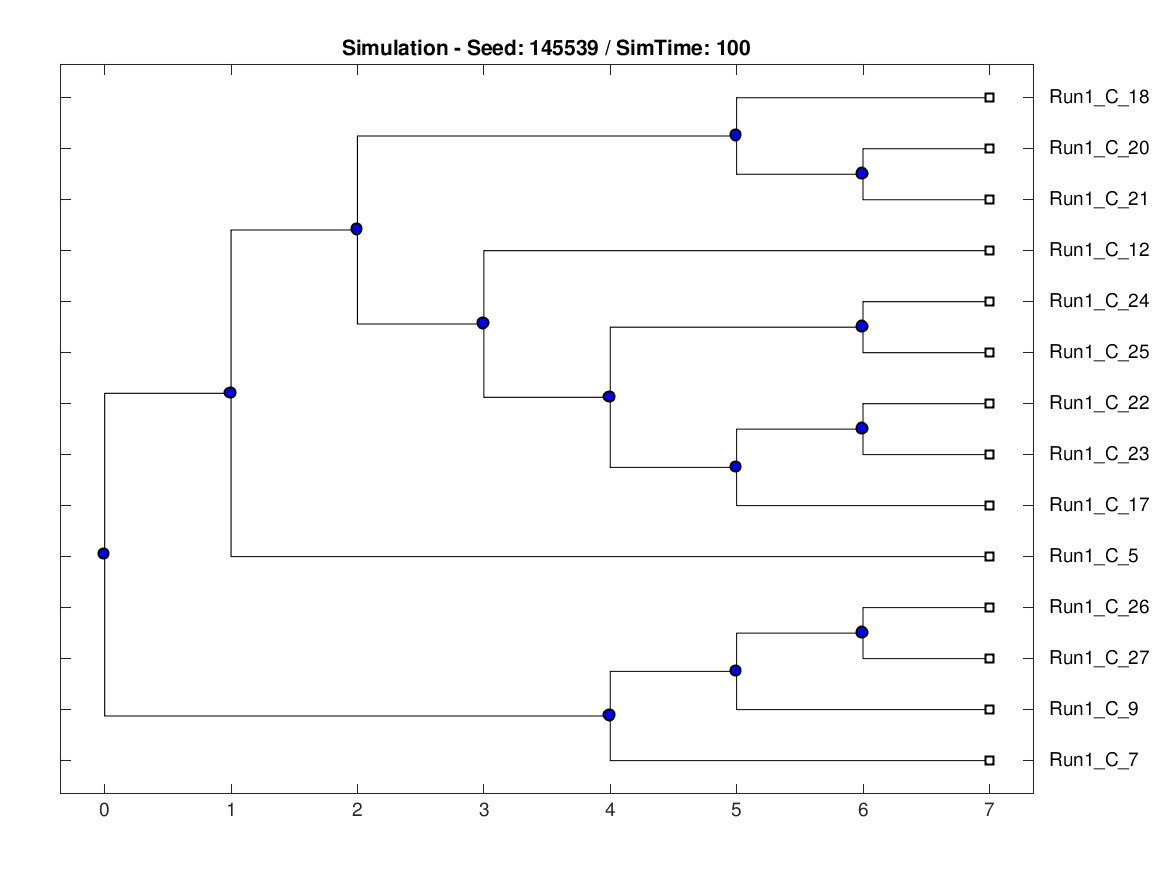 Simulation - Seed: 145539 / SimTime: 100
Run1_C_18
Run1_C_20
Run1_C_21
Run1_C_12
Run1_C_24
Run1_C_25
Run1_C_22
Run1_C_23
Run1_C_17
Run1_C_5
Run1_C_26
Run1_C_27
Run1_C_9
Run1_C_7
0 1 2 3 4 5 6 7